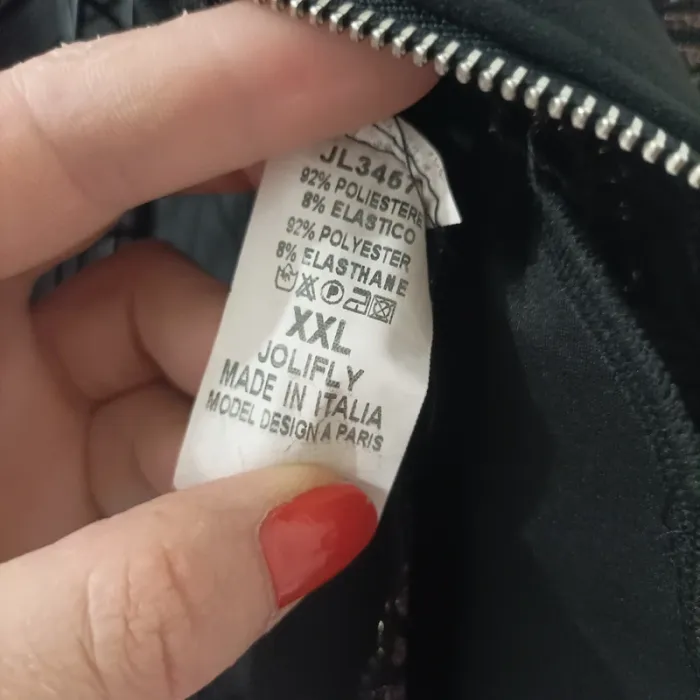 JL3467
92% POLIESTERE
8% ELASTICO
92% POLYESTER
8% ELASTHANE
P
XXL
JOLIFLY
MADE IN ITALIA
MODEL DESIGN A PARIS